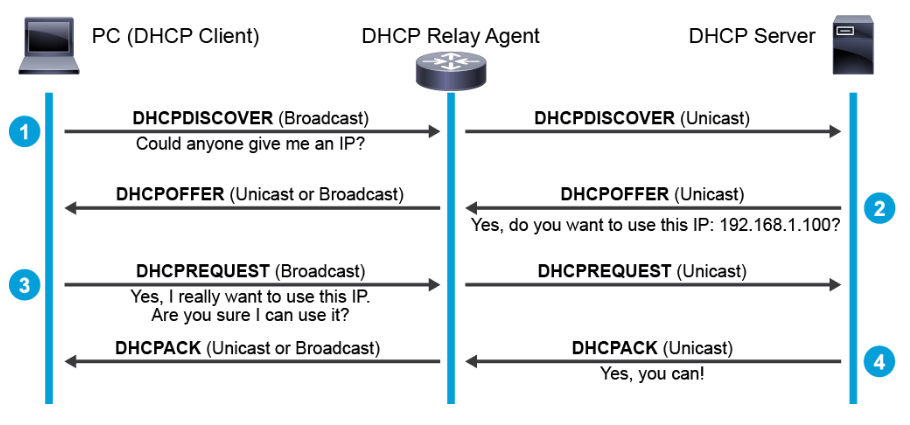 PC (DHCP Client)
DHCP Relay Agent
DHCP Server
1
DHCPDISCOVER (Broadcast)
Could anyone give me an IP?
DHCPDISCOVER (Unicast)
DHCPOFFER (Unicast or Broadcast)
DHCPOFFER (Unicast)
Yes, do you want to use this IP: 192.168.1.100?
2
3
DHCPREQUEST (Broadcast)
Yes, I really want to use this IP.
Are you sure I can use it?
DHCPREQUEST (Unicast)
DHCPACK (Unicast or Broadcast)
DHCPACK (Unicast)
Yes, you can!
4